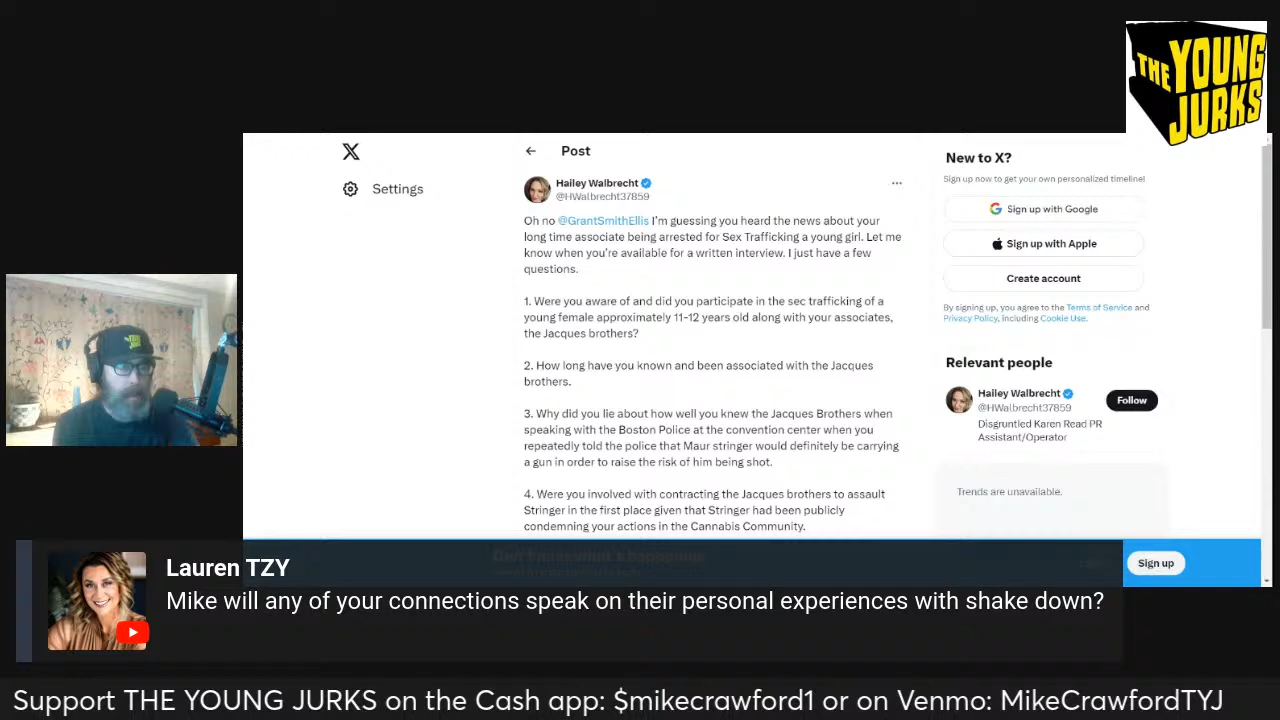 THE YOUNG JURKS
Post
Settings
Hailey Walbrecht
@HWalbrecht37859
Oh no @GrantSmithEllis I'm guessing you heard the news about your
long time associate being arrested for Sex Trafficking a young girl. Let me
know when you're available for a written interview. I just have a few
questions.
1. Were you aware of and did you participate in the sec trafficking of a
young female approximately 11-12 years old along with your associates,
the Jacques brothers?
2. How long have you known and been associated with the Jacques
brothers.
3. Why did you lie about how well you knew the Jacques Brothers when
speaking with the Boston Police at the convention center when you
repeatedly told the police that Maur stringer would definitely be carrying
a gun in order to raise the risk of him being shot.
4. Were you involved with contracting the Jacques brothers to assault
Stringer in the first place given that Stringer had been publicly
condemning your actions in the Cannabis Community.
New to X?
Sign up now to get your own personalized timeline!
Sign up with Google
Sign up with Apple
Create account
By signing up, you agree to the Terms of Service and
Privacy Policy, including Cookie Use.
Relevant people
Hailey Walbrecht
@HWalbrecht37859
Follow
Disgruntled Karen Read PR
Assistant/Operator
Trends are unavailable.
Sign up
Lauren TZY
Mike will any of your connections speak on their personal experiences with shake down?
Support THE YOUNG JURKS on the Cash app: $mikecrawford1 or on Venmo: MikeCrawfordTYJ